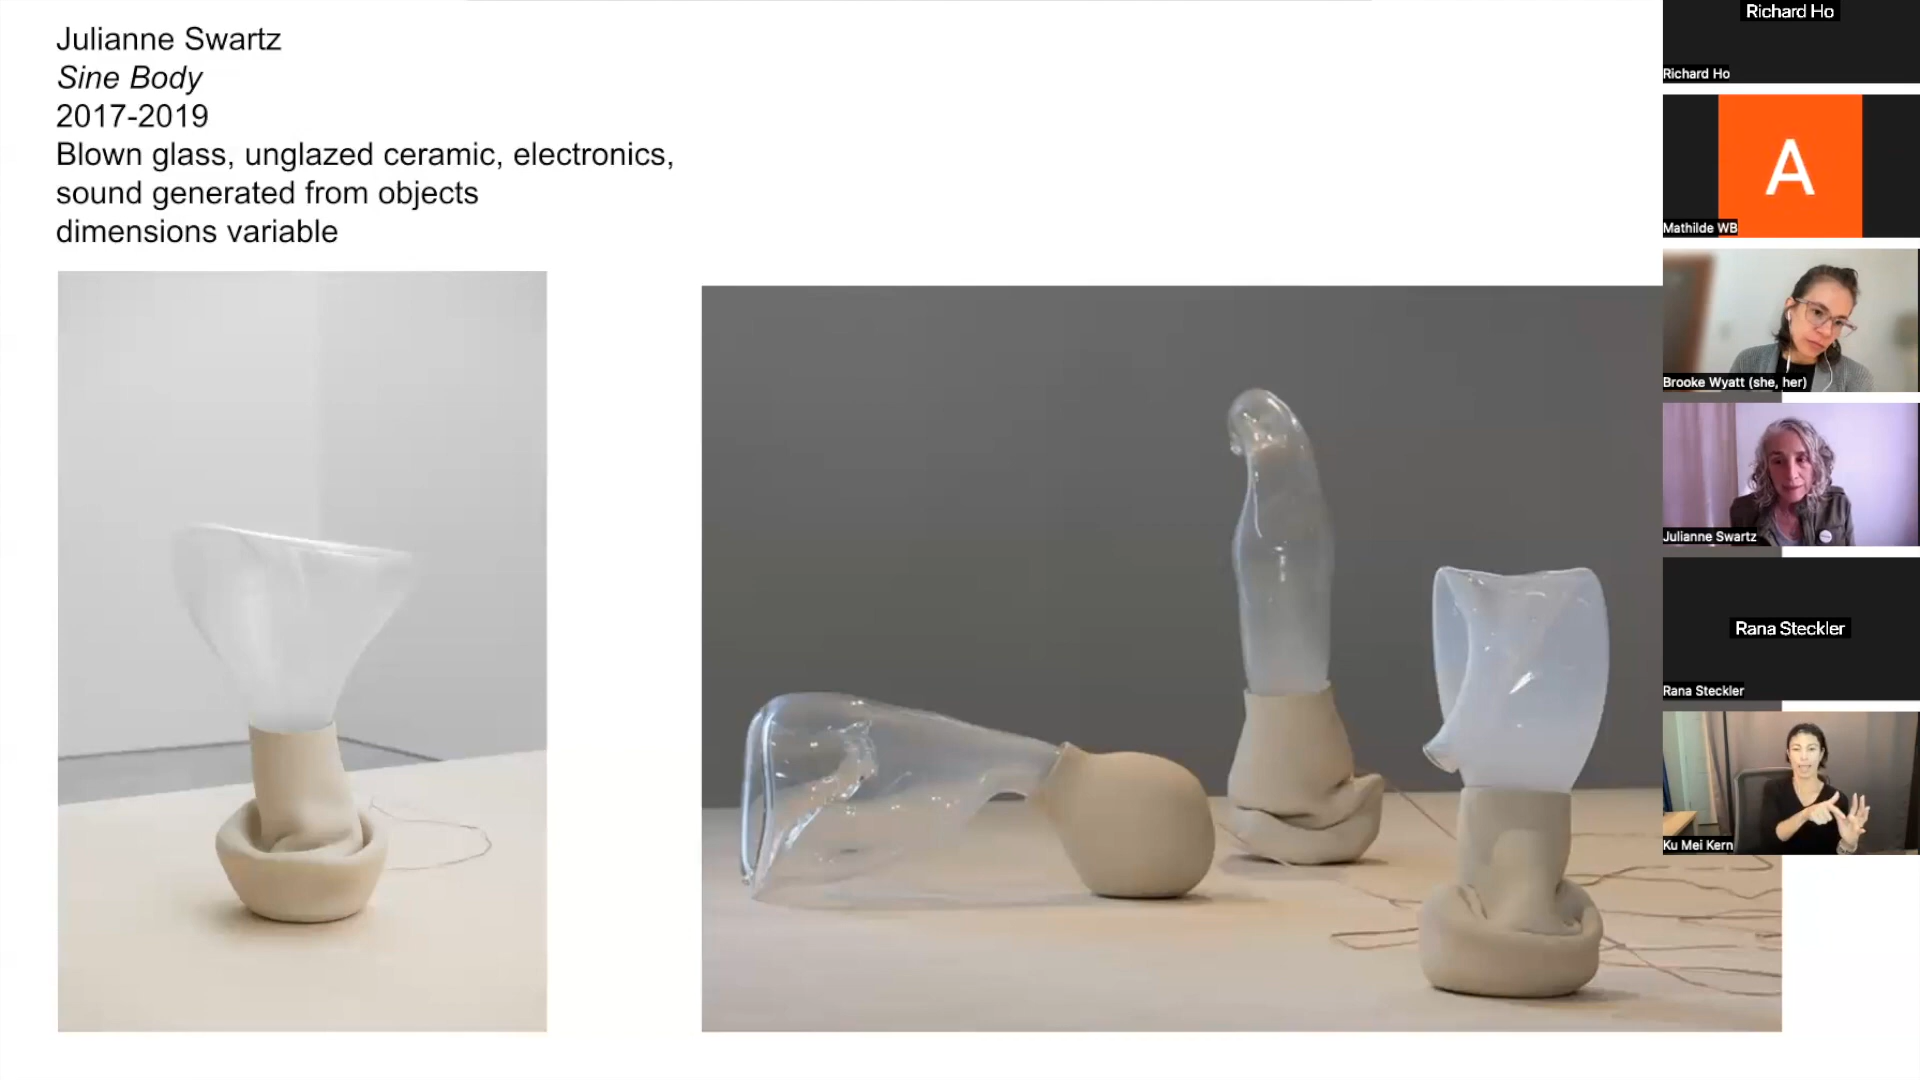 Julianne Swartz
Sine Body
2017-2019
Blown glass, unglazed ceramic, electronics,
sound generated from objects
dimensions variable
Richard Ho
Richard Ho
A
Mathilde WB
Brooke Wyatt (she, her)
Julianne Swartz
Rana Steckler
Rana Steckler
Ku Mei Kern